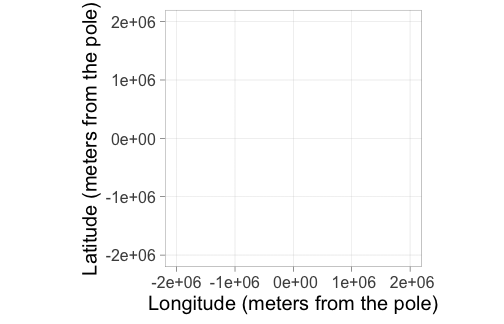 Latitude (meters from the pole)
2e+06
1e+06
0e+00
-1e+06
-2e+06
-2e+06 -1e+06 0e+00 1e+06 2e+06
Longitude (meters from the pole)